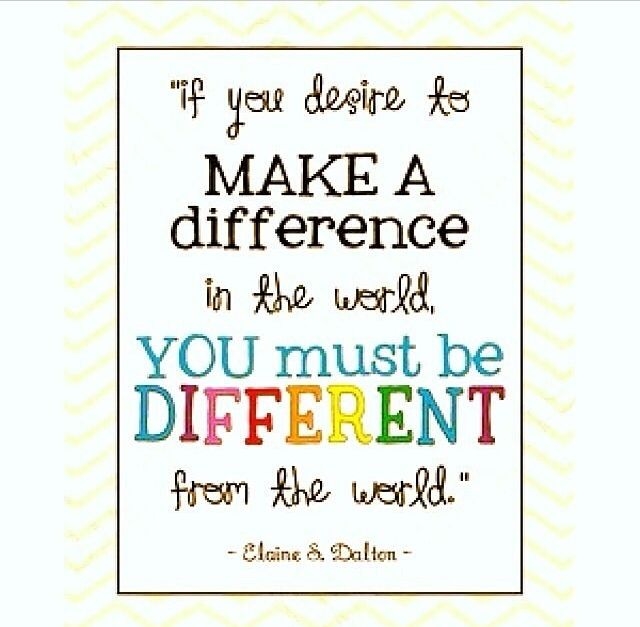 "if you desire to
MAKE A
difference
in the world,
YOU must be
DIFFERENT
from the world."
- Elaine S. Dalton -